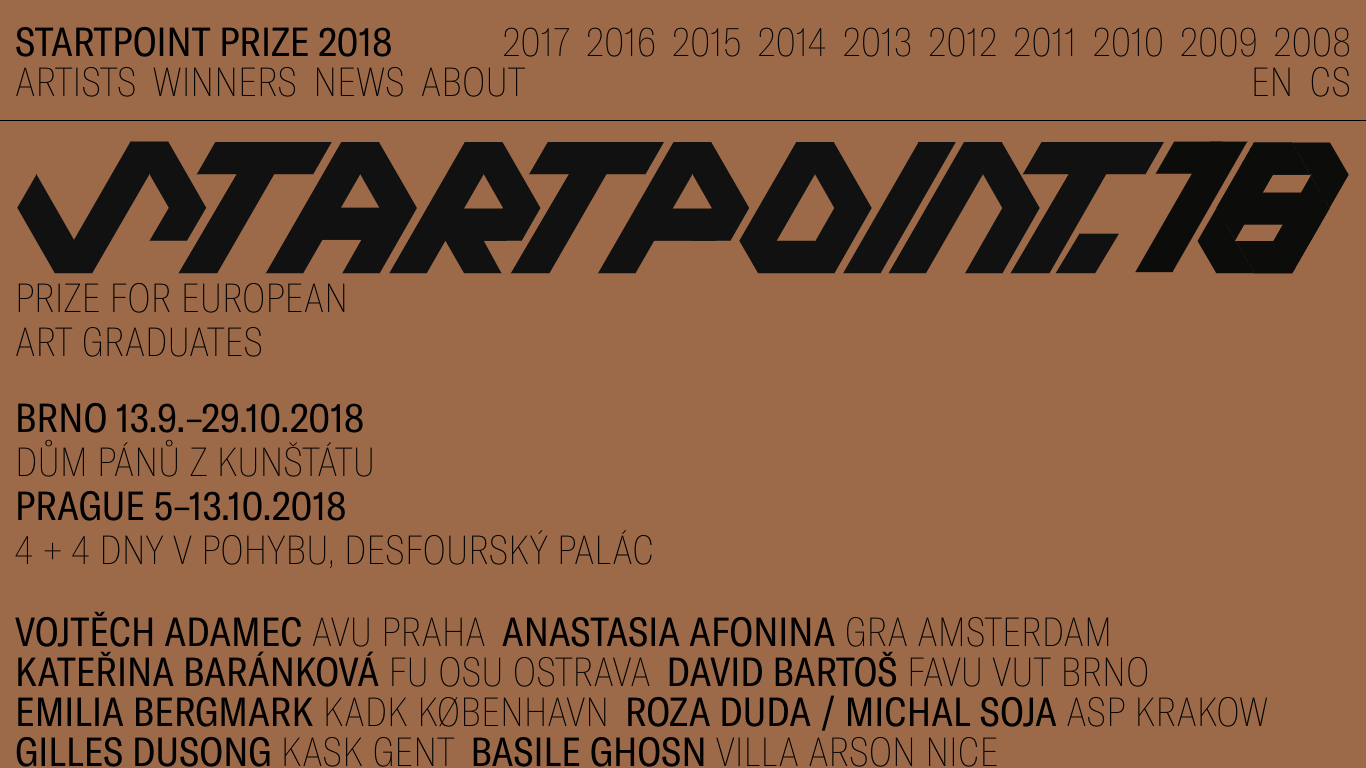 STARTPOINT PRIZE 2018 2017 2016 2015 2014 2013 2012 2011 2010 2009 2008
ARTISTS WINNERS NEWS ABOUT EN CS
STARTPOINT.18
PRIZE FOR EUROPEAN
ART GRADUATES
BRNO 13.9.–29.10.2018
DŮM PÁNŮ Z KUNŠTÁTU
PRAGUE 5–13.10.2018
4 + 4 DNY V POHYBU, DESFOURSKÝ PALÁC
VOJTĚCH ADAMEC AVU PRAHA ANASTASIA AFONINA GRA AMSTERDAM
KATEŘINA BARÁNKOVÁ FU OSU OSTRAVA DAVID BARTOŠ FAVU VUT BRNO
EMILIA BERGMARK KADK KØBENHAVN ROZA DUDA / MICHAL SOJA ASP KRAKOW
GILLES DUSONG KASK GENT BASILE GHOSN VILLA ARSON NICE